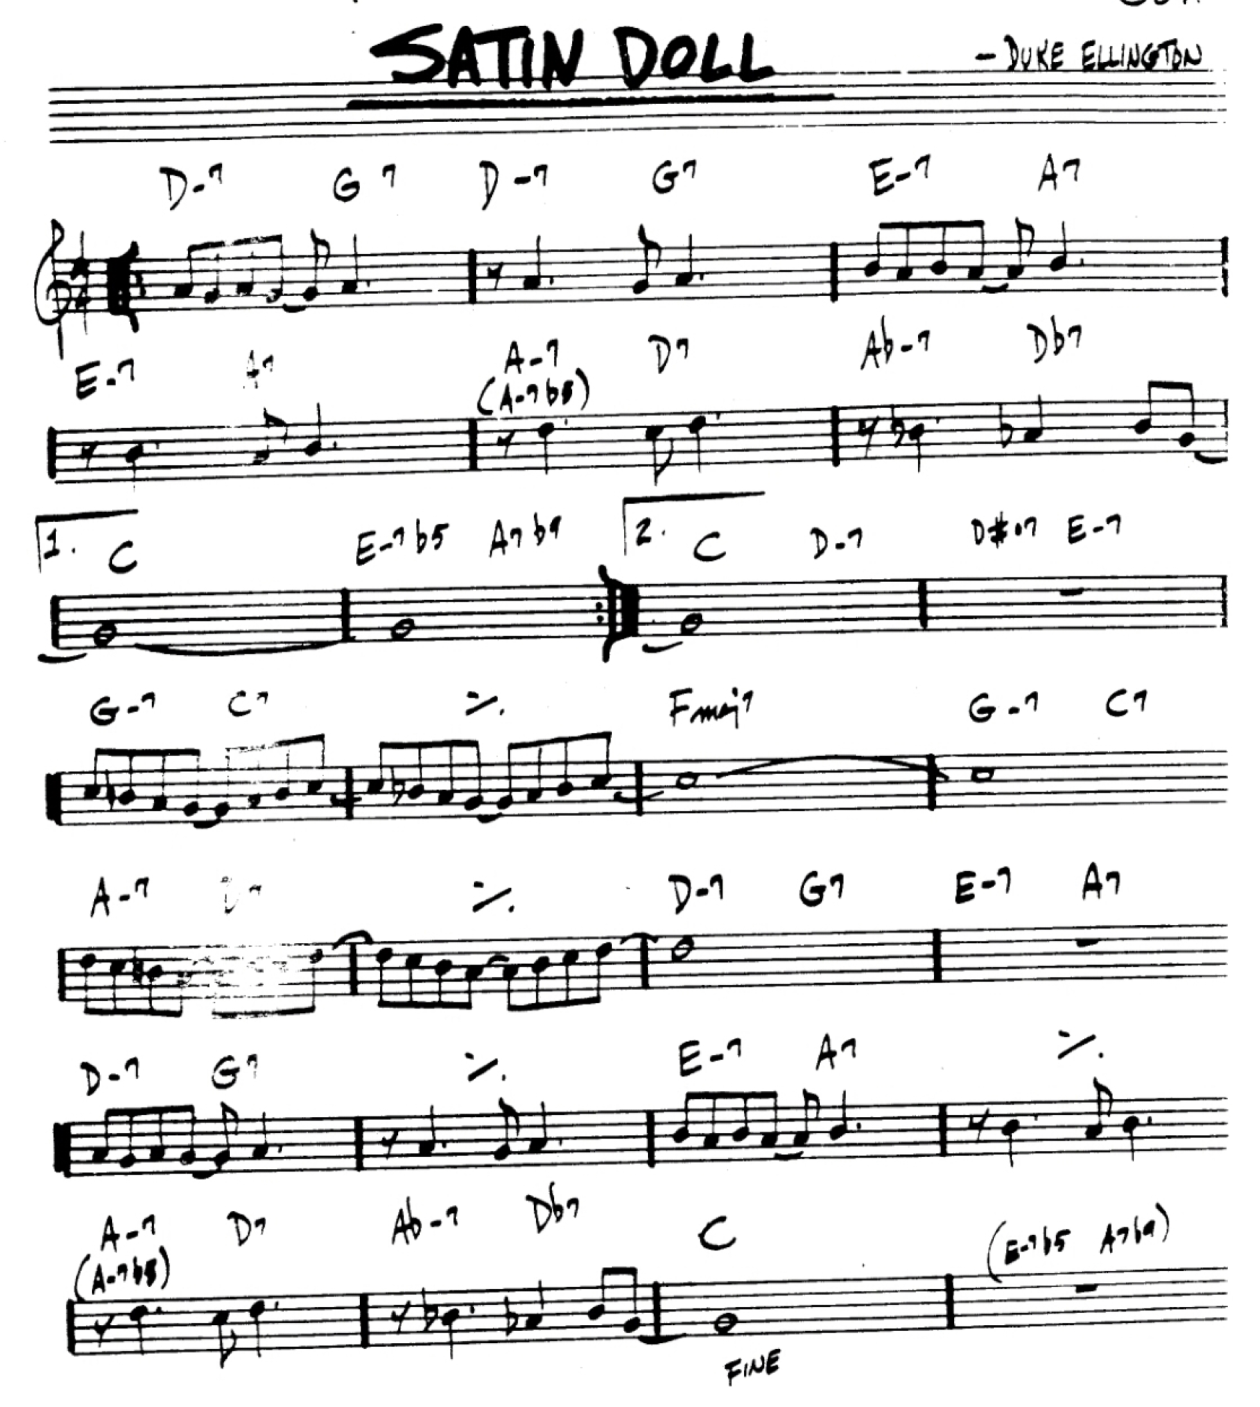 SATIN DOLL
- DUKE ELLINGTON
D-7 G7 D-7 G7 E-7 A7
E-7 A7 A-7 D7 Ab-7 Db7
(A-7b5)
1. C E-7b5 A7b9 2. C D-7 D#°7 E-7
G-7 C7 Fmaj7 G-7 C7
A-7 D-7 G7 E-7 A7
D-7 G7 E-7 A7
A-7 D7 Ab-7 Db7 C (E-7b5 A7b9)
(A-7b5)
FINE